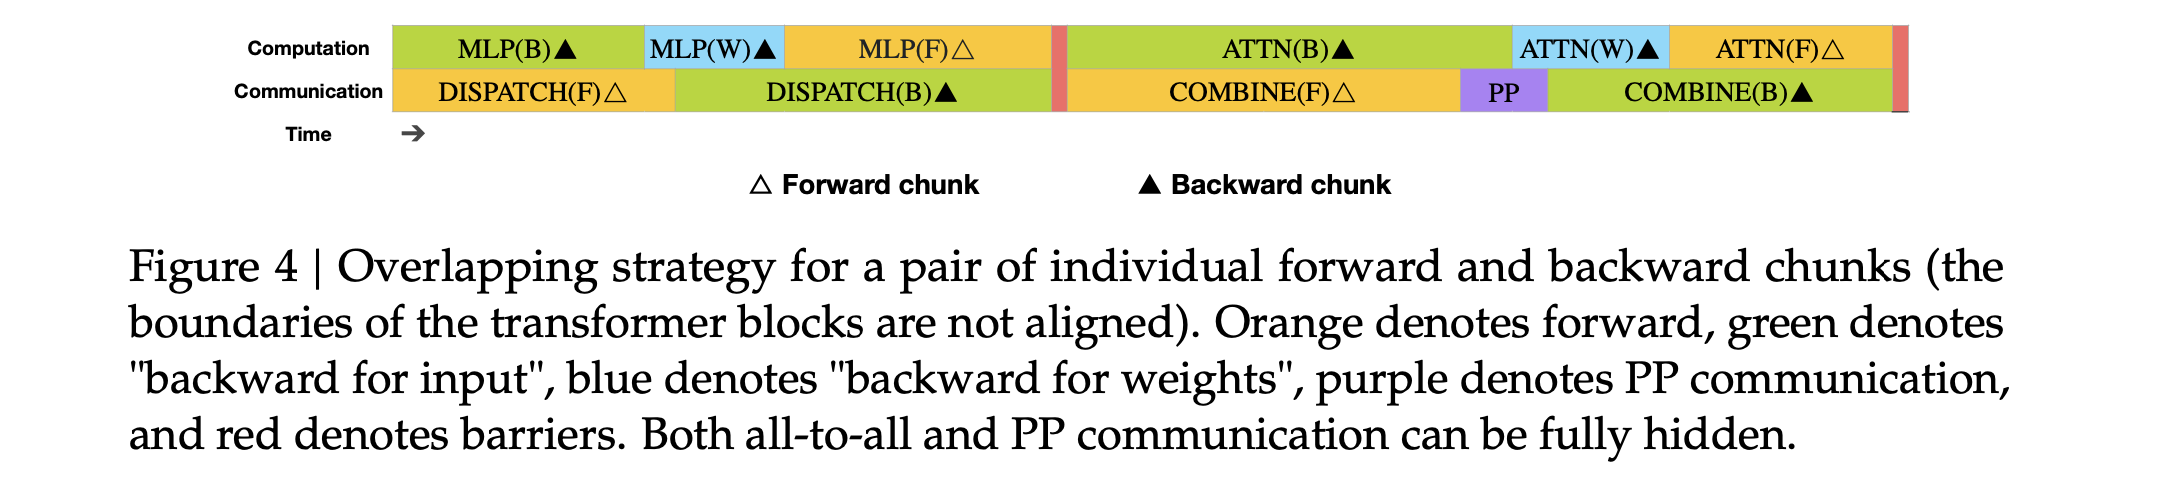 Computation MLP(B)▲ MLP(W)▲ MLP(F)△ ATTN(B)▲ ATTN(W)▲ ATTN(F)△
Communication DISPATCH(F)△ DISPATCH(B)▲ COMBINE(F)△ PP COMBINE(B)▲
Time ➔
△ Forward chunk ▲ Backward chunk
Figure 4 | Overlapping strategy for a pair of individual forward and backward chunks (the
boundaries of the transformer blocks are not aligned). Orange denotes forward, green denotes
"backward for input", blue denotes "backward for weights", purple denotes PP communication,
and red denotes barriers. Both all-to-all and PP communication can be fully hidden.